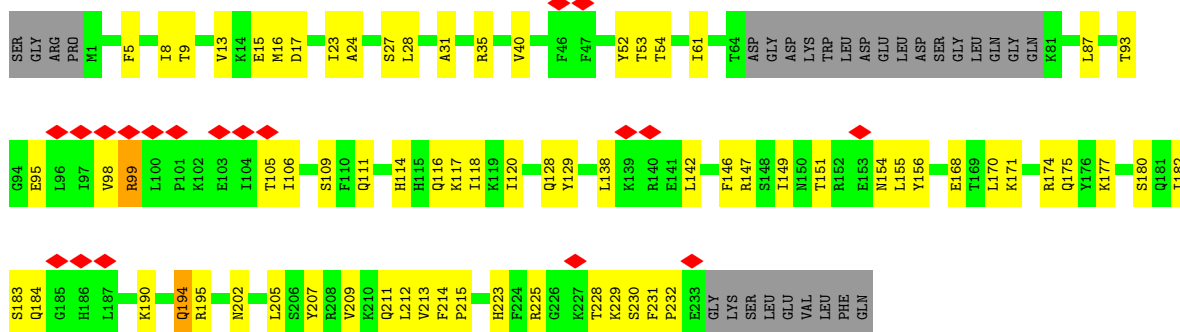 SER GLY ARG PRO M1 F5 I8 T9 V13 K14 E15 M16 D17 I23 A24 S27 L28 A31 R35 V40 F46 F47 Y52 T53 T54 I61 T64 ASP GLY ASP LYS TRP LEU ASP GLU LEU ASP SER GLY LEU GLN GLY GLN K81 L87 T93
G94 E95 L96 I97 V98 R99 L100 P101 K102 E103 I104 T105 I106 S109 F110 Q111 H114 H115 Q116 K117 I118 K119 I120 Q128 Y129 L138 K139 R140 E141 L142 F146 R147 S148 I149 N150 T151 R152 E153 N154 L155 Y156 E168 T169 L170 K171 R174 Q175 Y176 K177 S180 Q181 I182
S183 Q184 G185 H186 L187 K190 Q194 R195 N202 L205 S206 Y207 R208 V209 K210 Q211 L212 V213 F214 P215 H223 F224 R225 G226 K227 T228 K229 S230 F231 P232 E233 GLY LYS SER LEU GLU VAL LEU PHE GLN